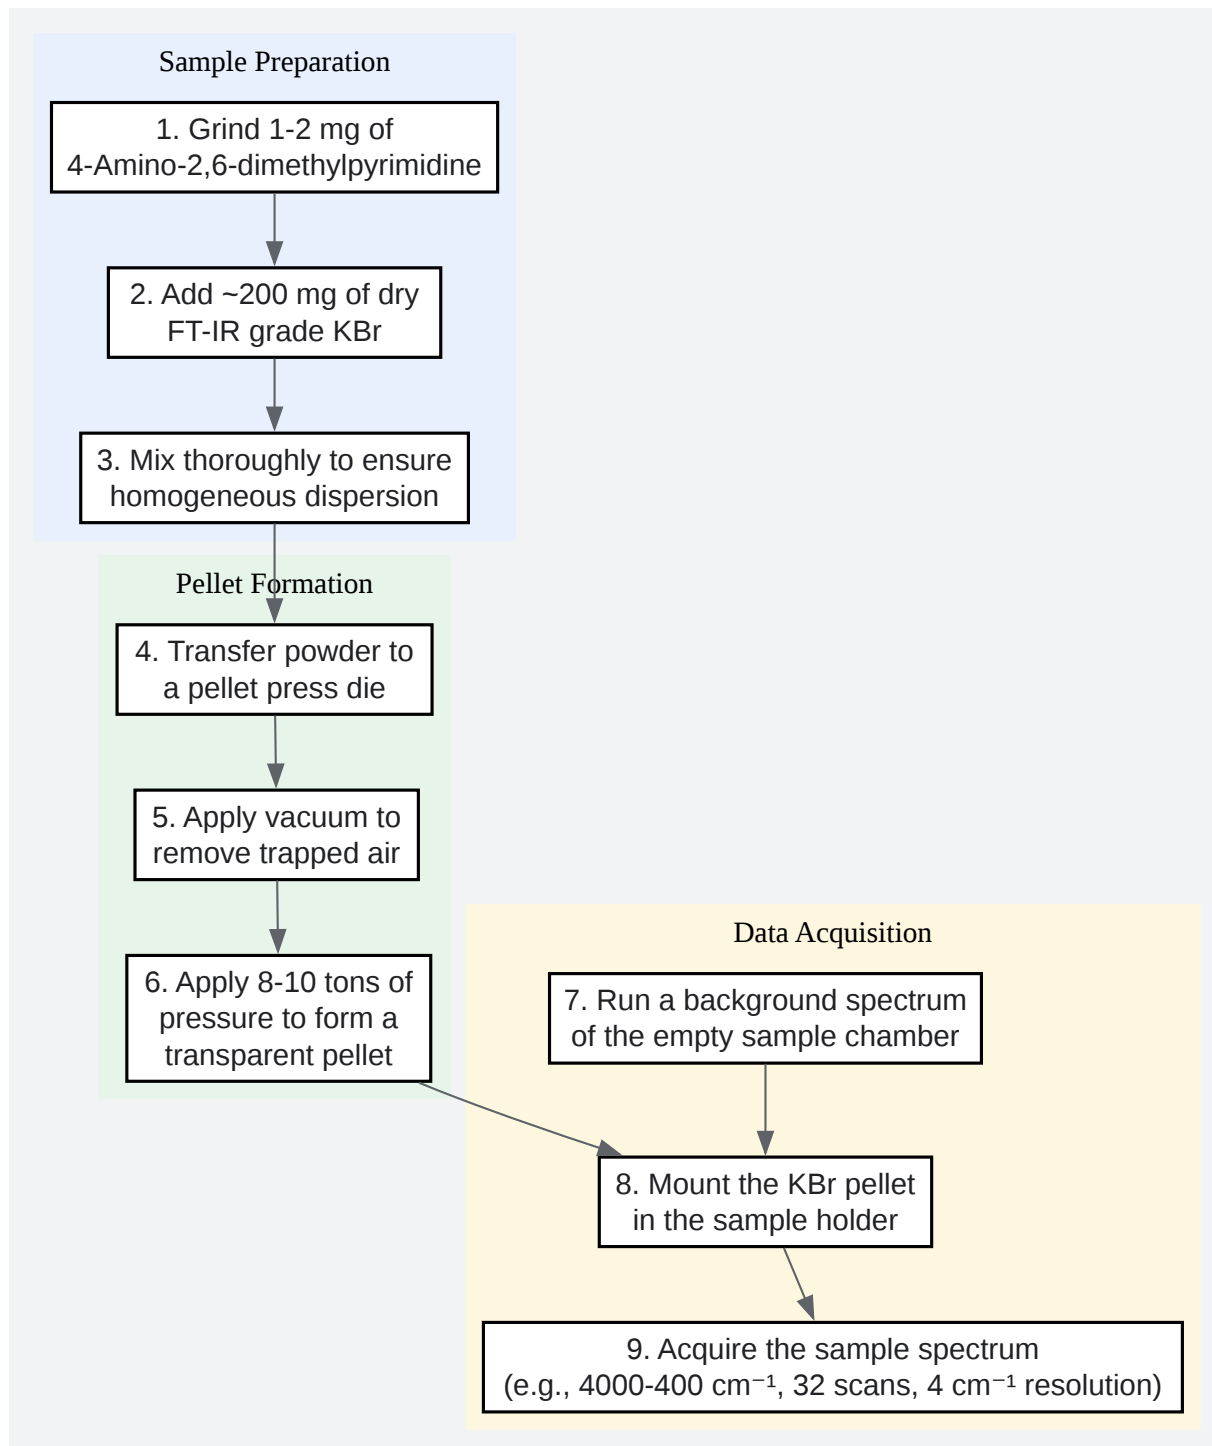 Sample Preparation
1. Grind 1-2 mg of
4-Amino-2,6-dimethylpyrimidine
2. Add ~200 mg of dry
FT-IR grade KBr
3. Mix thoroughly to ensure
homogeneous dispersion
Pellet Formation
4. Transfer powder to
a pellet press die
5. Apply vacuum to
remove trapped air
6. Apply 8-10 tons of
pressure to form a
transparent pellet
Data Acquisition
7. Run a background spectrum
of the empty sample chamber
8. Mount the KBr pellet
in the sample holder
9. Acquire the sample spectrum
(e.g., 4000-400 cm⁻¹, 32 scans, 4 cm⁻¹ resolution)